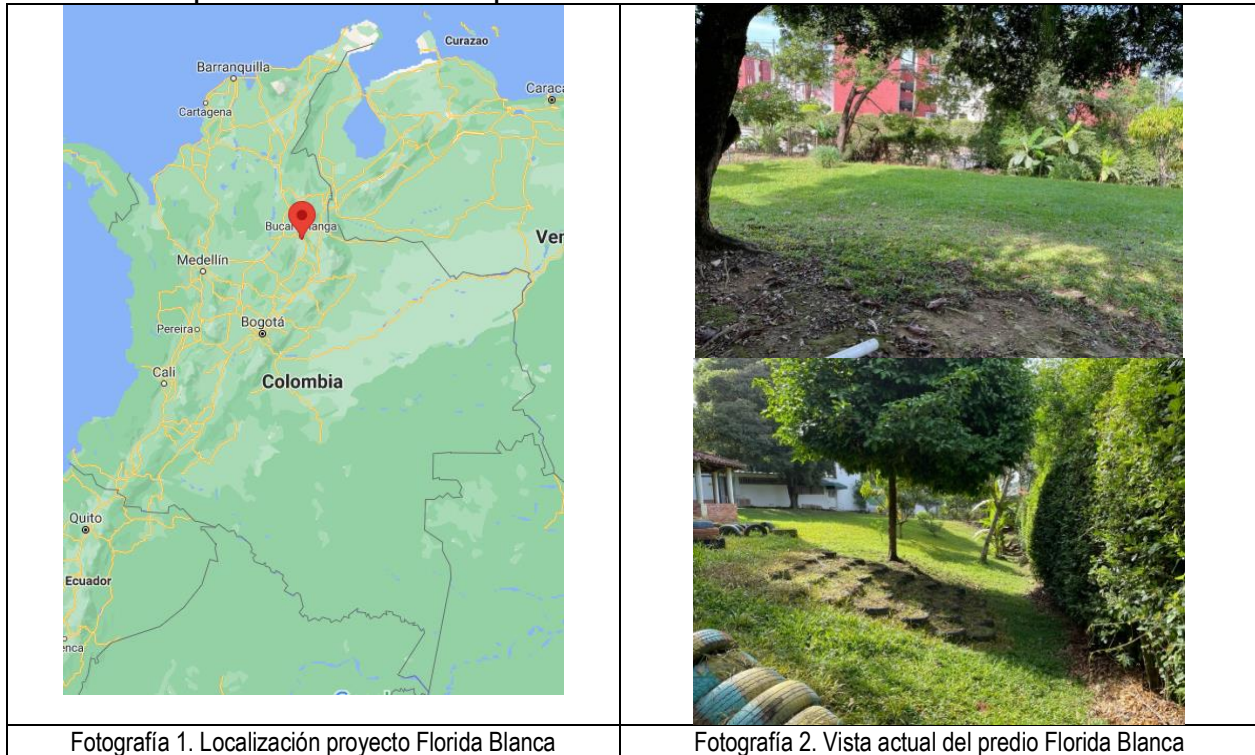 Curazao
Barranquilla
Cartagena
Carac
Bucaramanga
Ver
Medellín
Pereira
Bogotá
Cali
Colombia
Quito
Ecuador
enca
Fotografía 1. Localización proyecto Florida Blanca
Fotografía 2. Vista actual del predio Florida Blanca